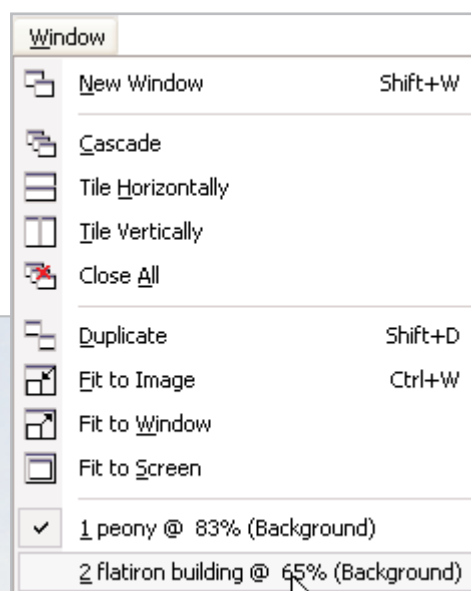 Window
New Window Shift+W
Cascade
Tile Horizontally
Tile Vertically
Close All
Duplicate Shift+D
Fit to Image Ctrl+W
Fit to Window
Fit to Screen
1 peony @ 83% (Background)
2 flatiron building @ 65% (Background)